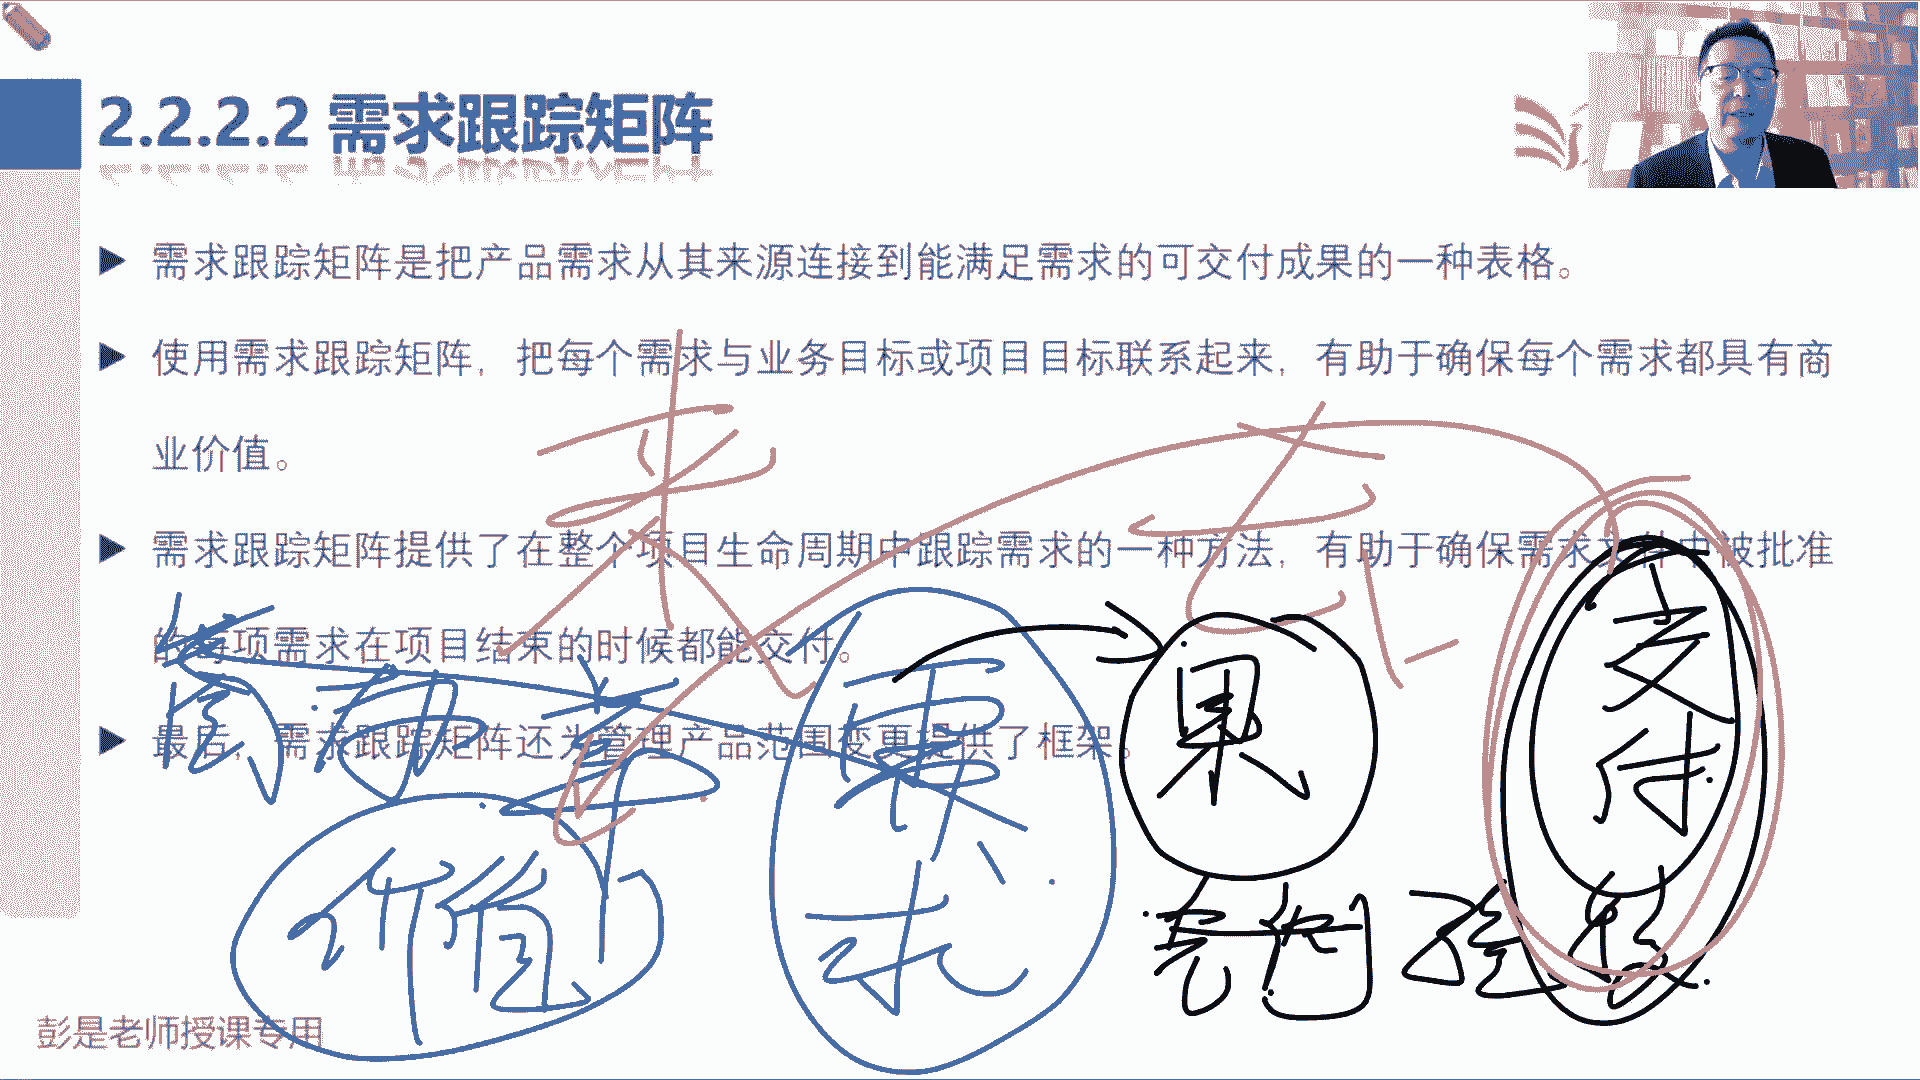 2.2.2.2 需求跟踪矩阵
需求跟踪矩阵是把产品需求从其来源连接到能满足需求的可交付成果的一种表格。
使用需求跟踪矩阵，把每个需求与业务目标或项目目标联系起来，有助于确保每个需求都具有商
业价值。
需求跟踪矩阵提供了在整个项目生命周期中跟踪需求的一种方法，有助于确保需求文件中被批准
的每项需求在项目结束的时候都能交付。
最后，需求跟踪矩阵还为管理产品范围变更提供了框架。
来
去
需求
果
交付
价值
彭是老师授课专用